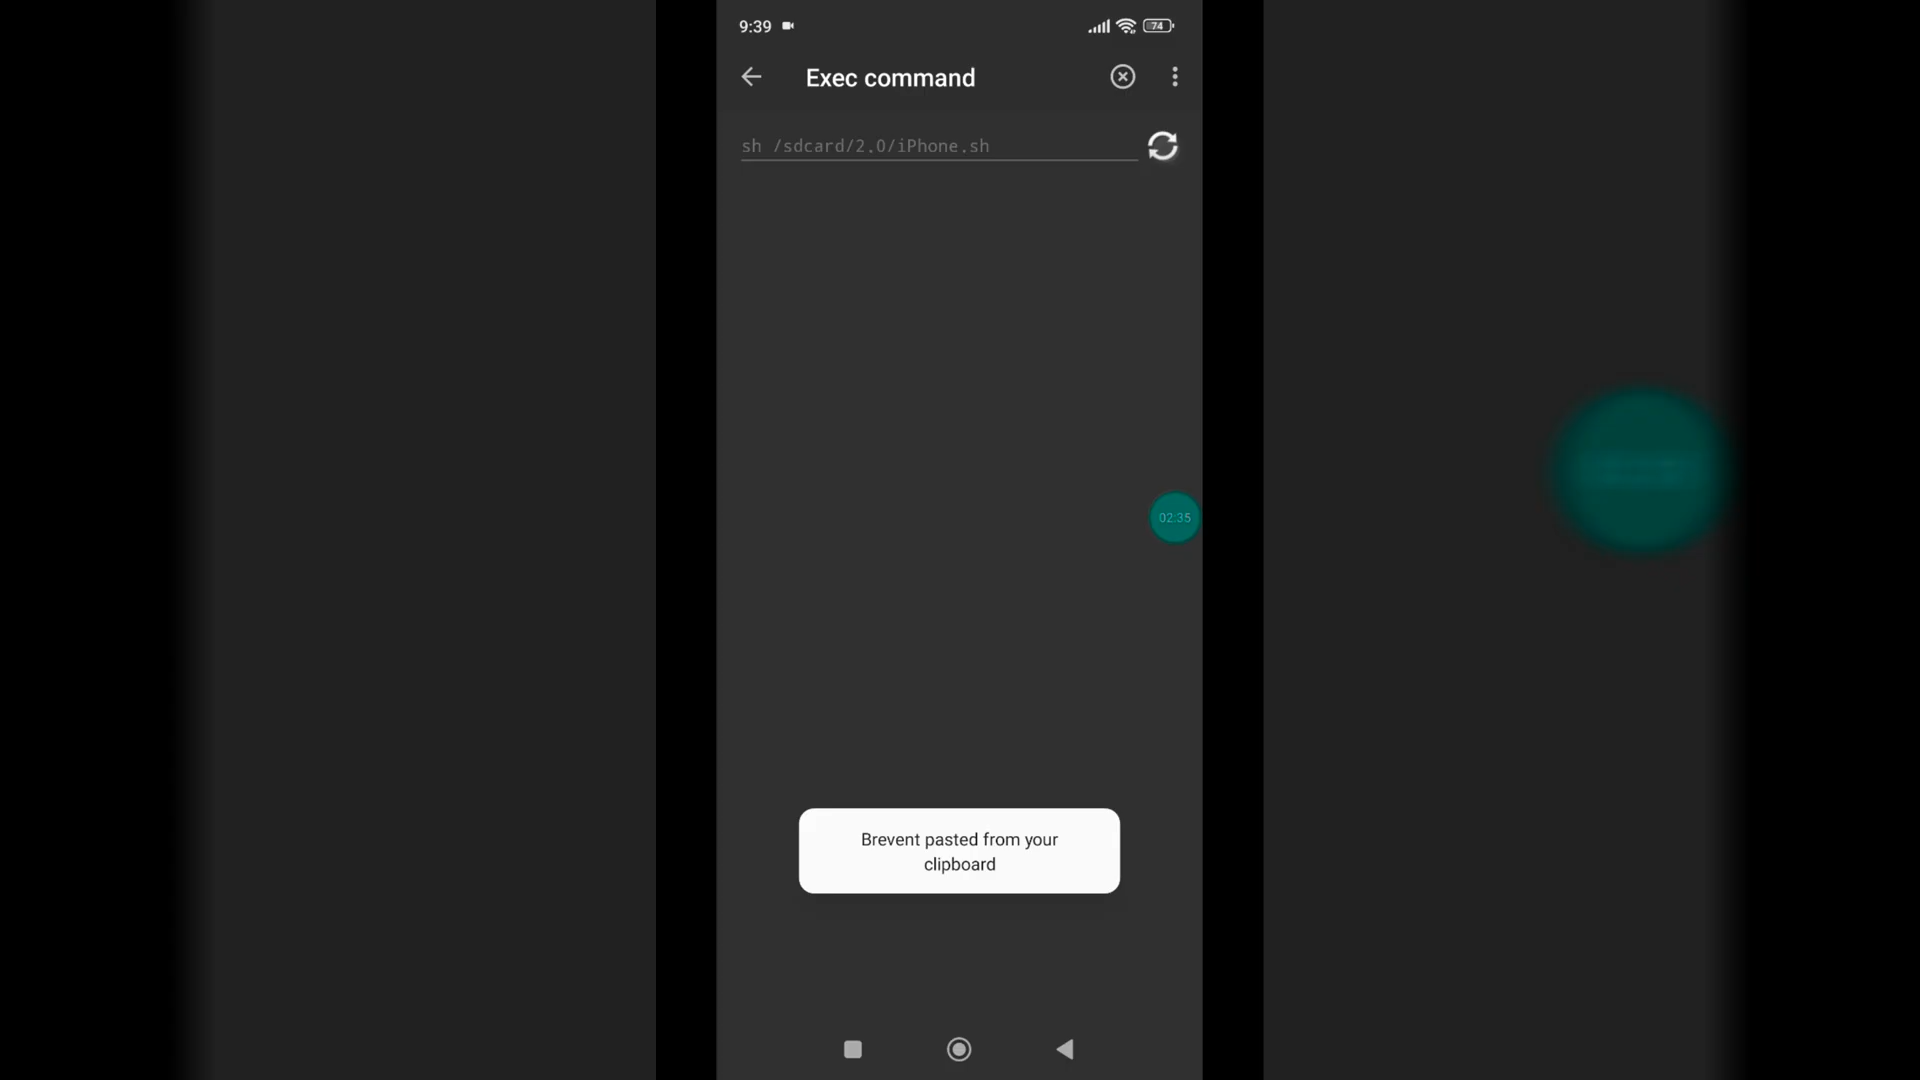 9:39
74
Exec command
sh /sdcard/2.0/iPhone.sh
02:35
Brevent pasted from your
clipboard